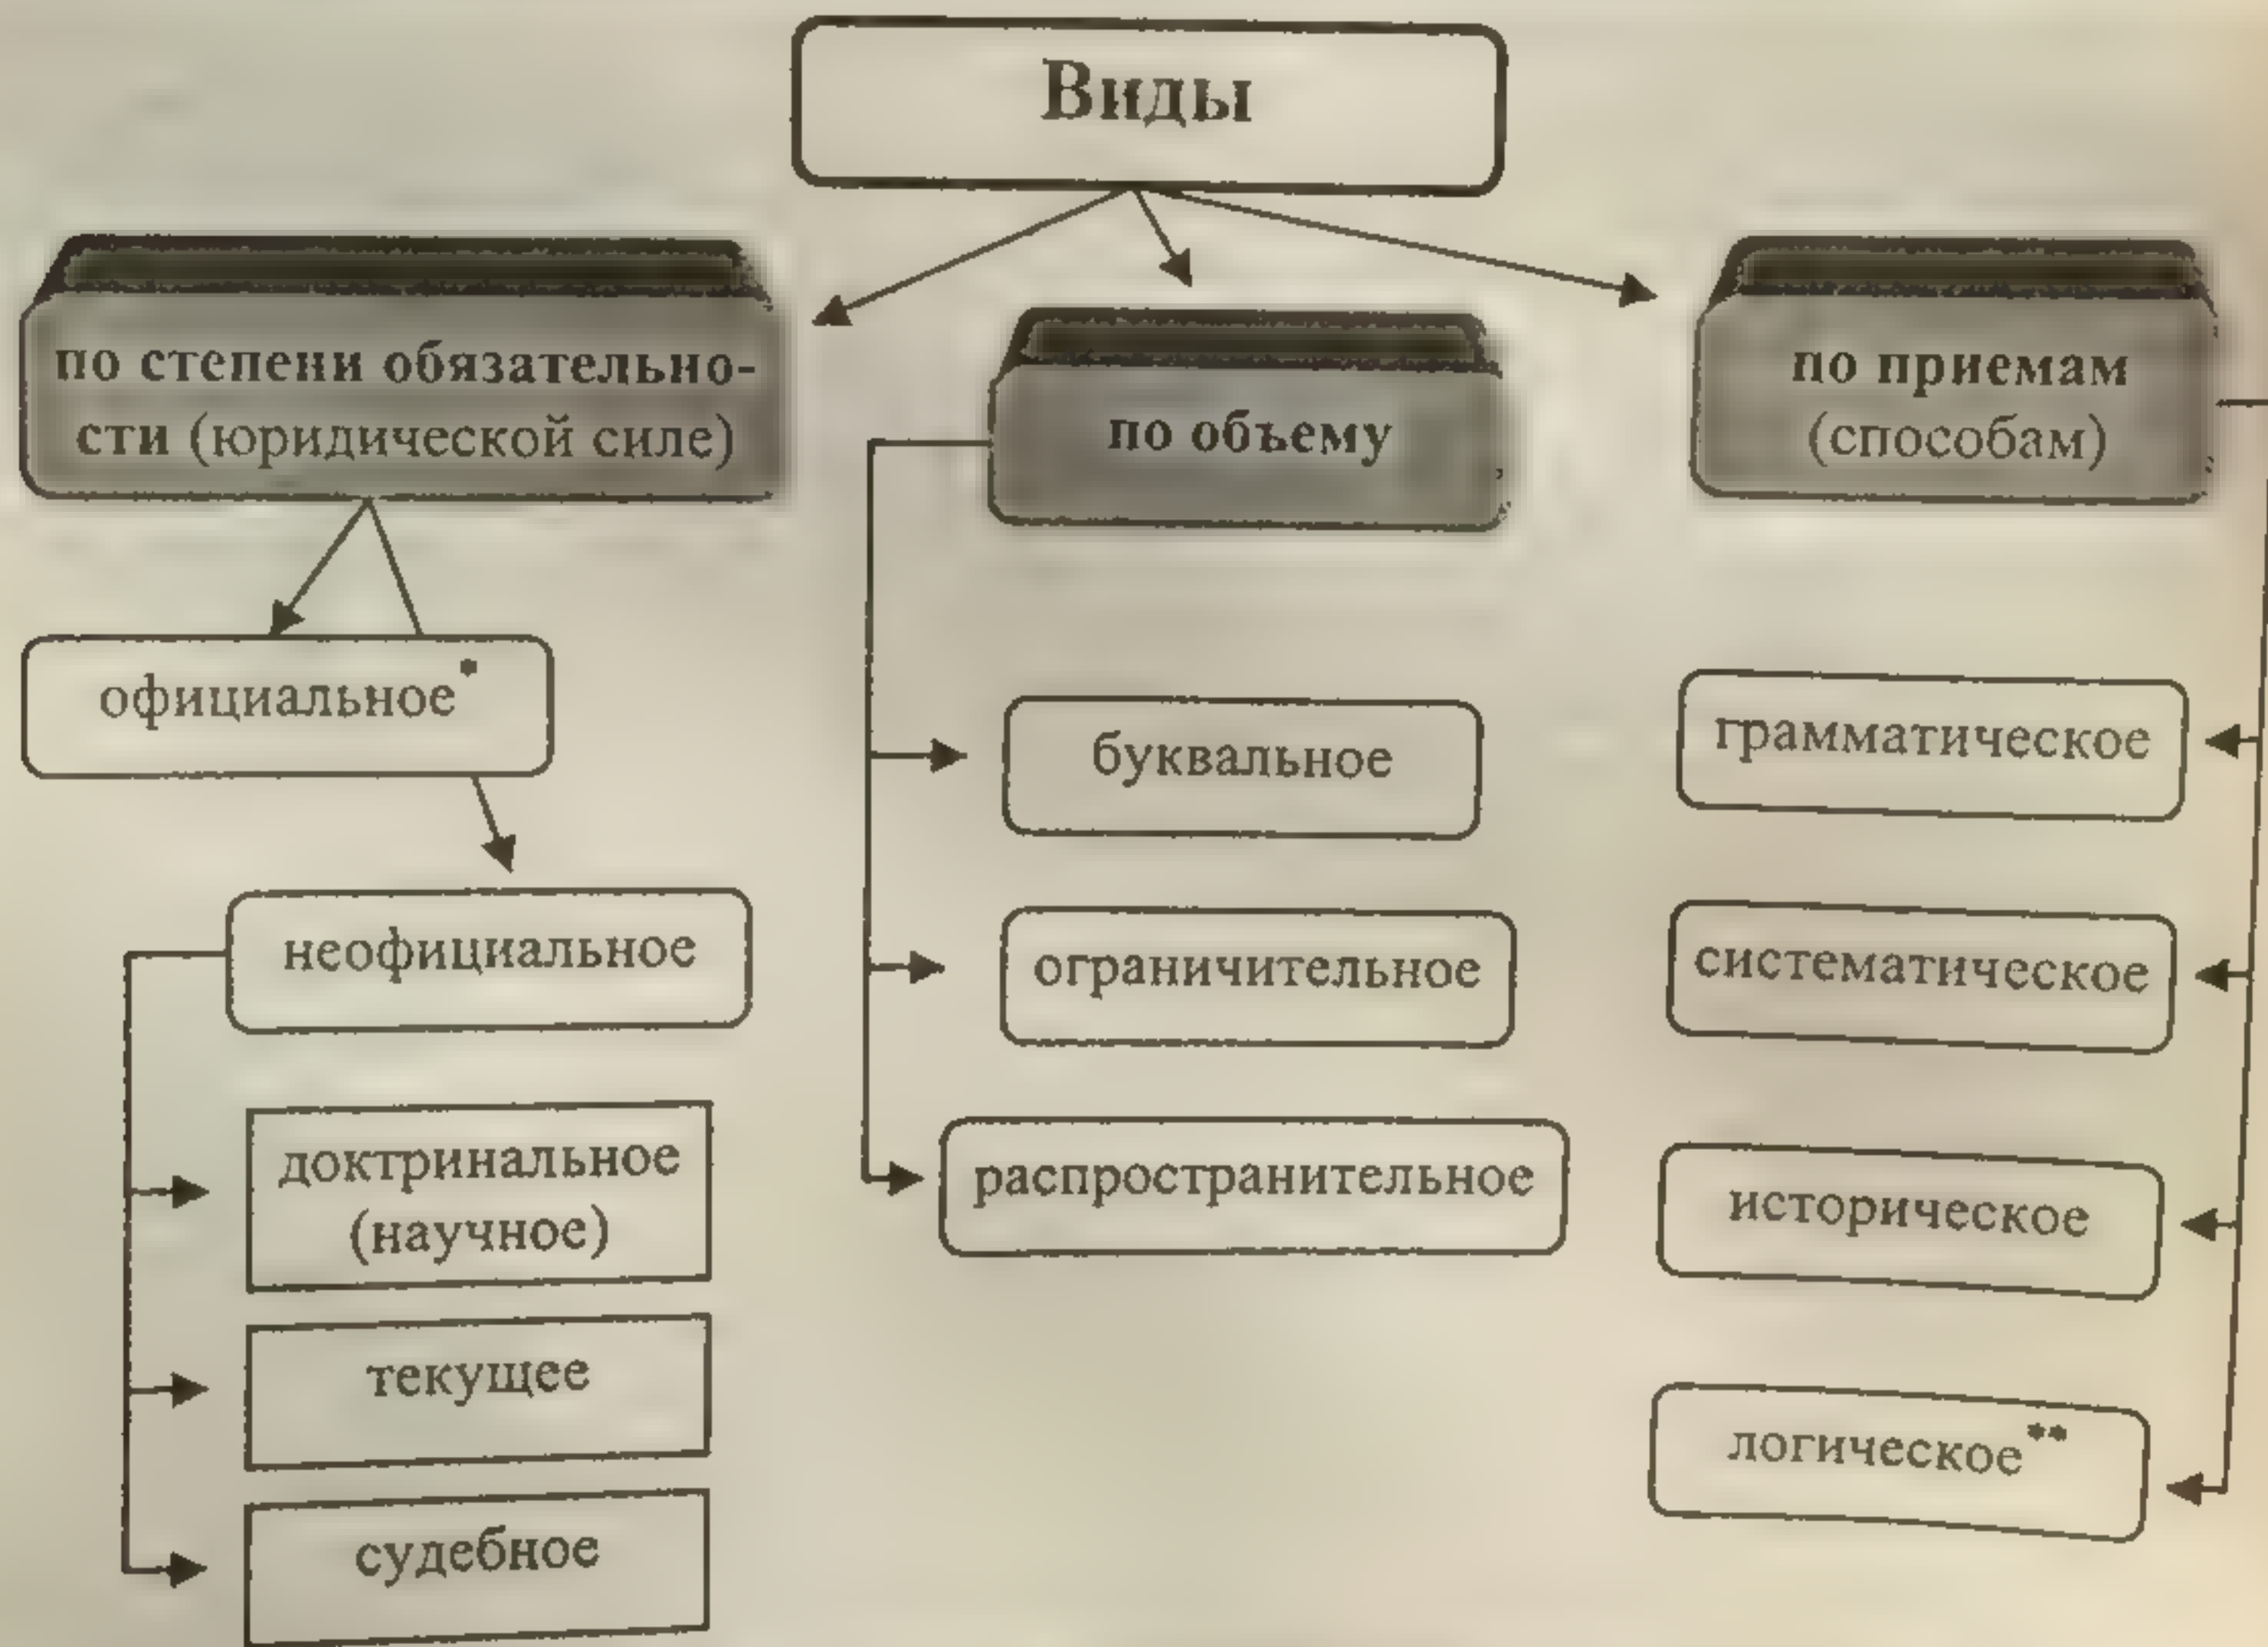 Виды
по степени обязательно-
сти (юридической силе)
официальное*
неофициальное
доктринальное
(научное)
текущее
судебное
по объему
буквальное
ограничительное
распространительное
по приемам
(способам)
грамматическое
систематическое
историческое
логическое**